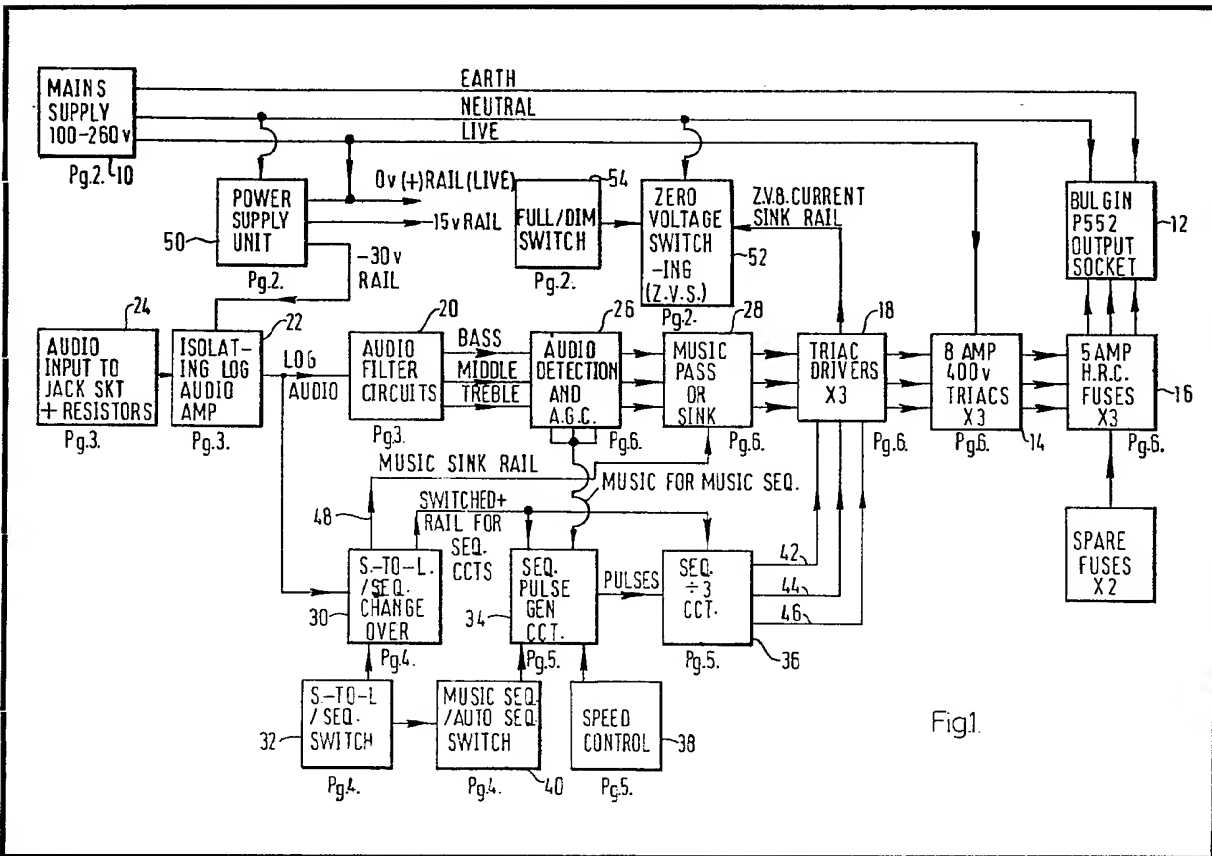 MAINS
SUPPLY
100-260v
Pg.2.
10
EARTH
NEUTRAL
LIVE
POWER
SUPPLY
UNIT
50
Pg.2.
0v (+) RAIL (LIVE)
-15v RAIL
-30v
RAIL
54
FULL/DIM
SWITCH
Pg.2.
ZERO
VOLTAGE
SWITCH
-ING
(Z.V.S.)
52
Pg.2.
Z.V.8. CURRENT
SINK RAIL
BULGIN
P552
OUTPUT
SOCKET
12
24
AUDIO
INPUT TO
JACK SKT
+ RESISTORS
Pg.3.
22
ISOLAT-
ING LOG
AUDIO
AMP
Pg.3.
LOG
AUDIO
20
AUDIO
FILTER
CIRCUITS
Pg.3.
BASS
MIDDLE
TREBLE
26
AUDIO
DETECTION
AND
A.G.C.
Pg.6.
28
MUSIC
PASS
OR
SINK
Pg.6.
18
TRIAC
DRIVERS
X3
Pg.6.
8 AMP
400v
TRIACS
X3
Pg.6.
14
5 AMP
H.R.C.
FUSES
X3
16
Pg.6.
SPARE
FUSES
X2
MUSIC SINK RAIL
MUSIC FOR MUSIC SEQ.
48
SWITCHED+
RAIL FOR
SEQ.
CCTS
S.-TO-L.
/SEQ.
CHANGE
OVER
30
Pg.4.
SEQ.
PULSE
GEN
CCT.
34
Pg.5.
PULSES
SEQ.
÷3
CCT.
36
Pg.5.
42
44
46
S.-TO-L
/SEQ.
SWITCH
32
Pg.4.
MUSIC SEQ.
/AUTO SEQ.
SWITCH
Pg.4.
40
SPEED
CONTROL
38
Pg.5.
Fig.1.